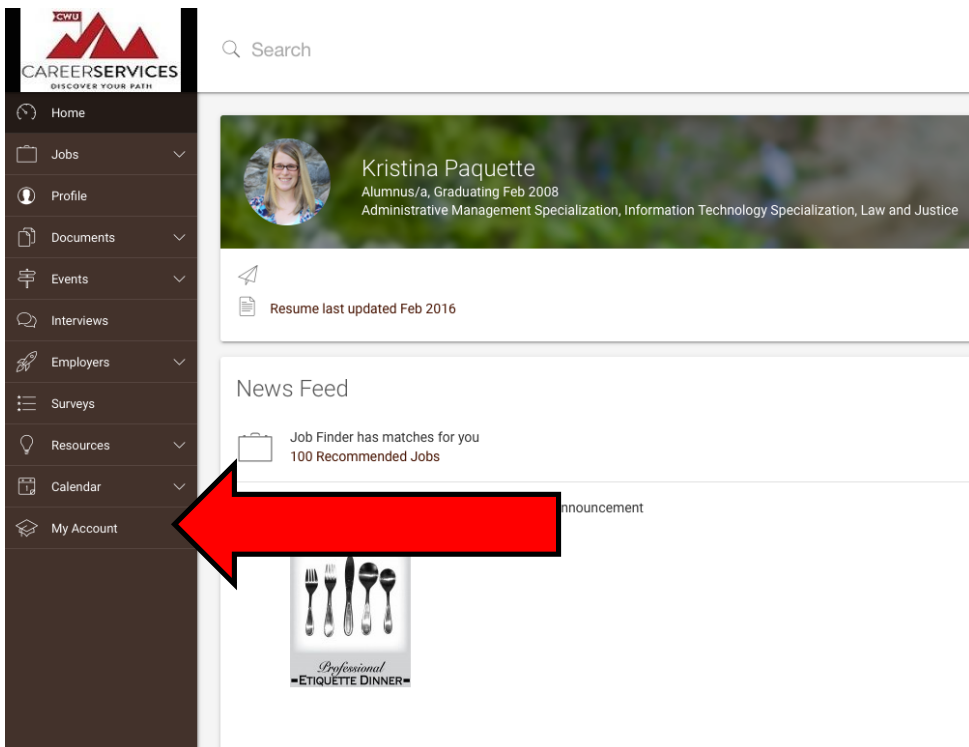 CWU
CAREERSERVICES
DISCOVER YOUR PATH
Search
Home
Jobs
Profile
Documents
Events
Interviews
Employers
Surveys
Resources
Calendar
My Account
Kristina Paquette
Alumnus/a, Graduating Feb 2008
Administrative Management Specialization, Information Technology Specialization, Law and Justice
Resume last updated Feb 2016
News Feed
Job Finder has matches for you
100 Recommended Jobs
nnouncement
Professional
ETIQUETTE DINNER